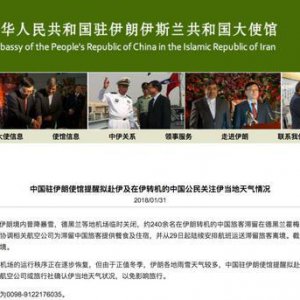 华人民共和国驻伊朗伊斯兰共和国大使馆
bassy of the People's Republic of China in the Islamic Republic of Iran
大使信息 使馆信息 中伊关系 领事服务 走进伊朗 联系我
中国驻伊朗使馆提醒拟赴伊及在伊转机的中国公民关注伊当地天气情况
2018/01/31
伊朗境内普降暴雪，德黑兰等地机场临时关闭，约240余名在伊朗转机的中国旅客滞留在德黑兰霍梅
协调相关航空公司为滞留中国旅客提供餐食及住宿，并从29日起陆续安排航班运送滞留旅客离境。截
境。
机场的运行秩序正在逐步恢复，但由于正值冬季，伊朗各地雨雪天气较多，中国驻伊朗使馆提醒拟赴
公司或旅行社确认伊当地天气状况，以免影响旅行。
为0098-9122176035。